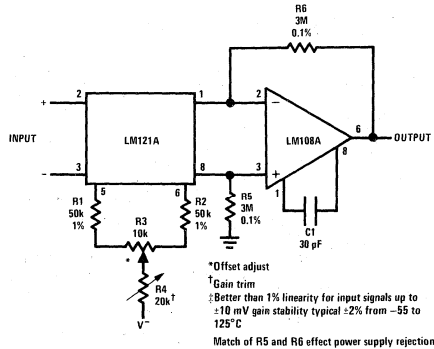 R6
3M
0.1%
2
1
2
6
+
−
LM121A
LM108A
OUTPUT
INPUT
8
−
3
8
3
+
5
6
1
R1
50k
1%
R2
50k
1%
R5
3M
0.1%
R3
10k
*
C1
30 pF
R4
20k†
V−
*Offset adjust
†Gain trim
‡Better than 1% linearity for input signals up to
±10 mV gain stability typical ±2% from −55 to
125°C
Match of R5 and R6 effect power supply rejection